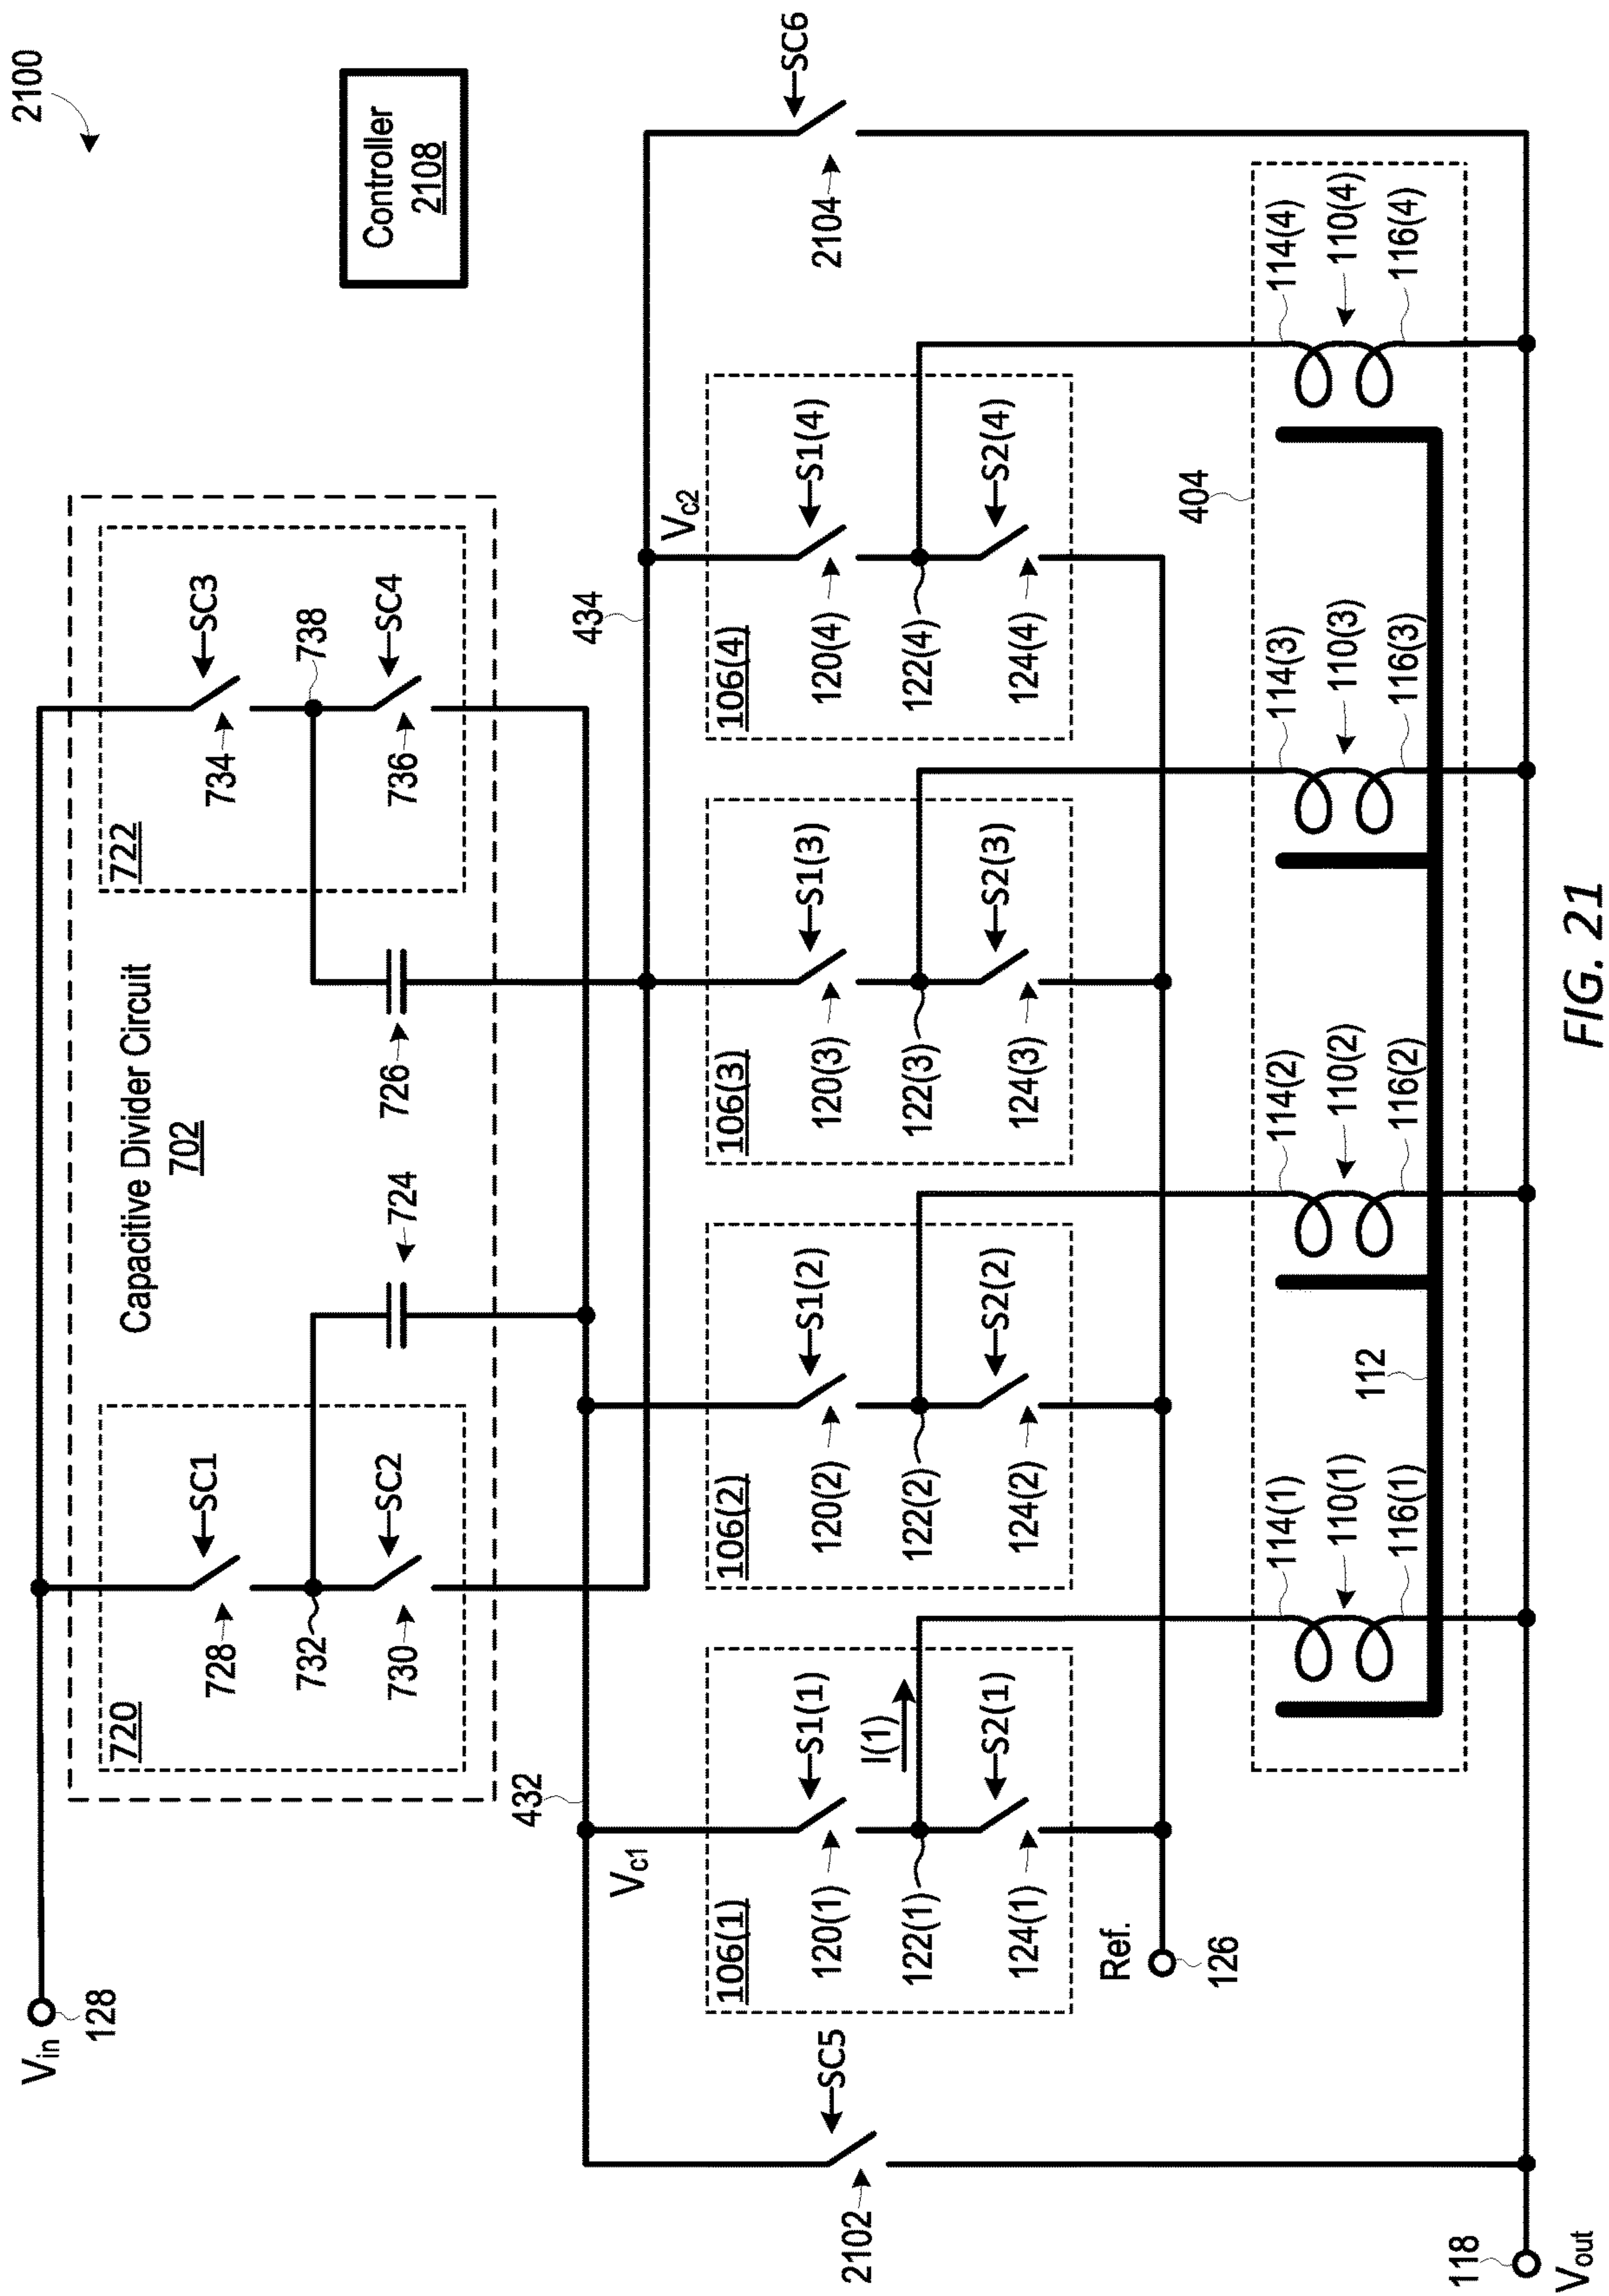 2100
Controller
2108
Vin
128
Capacitive Divider Circuit
702
720
SC1
728
732
SC2
730
724
726
722
SC3
734
738
SC4
736
432
434
Vc1
Vc2
SC5
2102
SC6
2104
106(1)
S1(1)
120(1)
I(1)
122(1)
S2(1)
124(1)
106(2)
S1(2)
120(2)
122(2)
S2(2)
124(2)
106(3)
S1(3)
120(3)
122(3)
S2(3)
124(3)
106(4)
S1(4)
120(4)
122(4)
S2(4)
124(4)
Ref.
126
404
112
114(1)
110(1)
116(1)
114(2)
110(2)
116(2)
114(3)
110(3)
116(3)
114(4)
110(4)
116(4)
118
Vout
FIG. 21